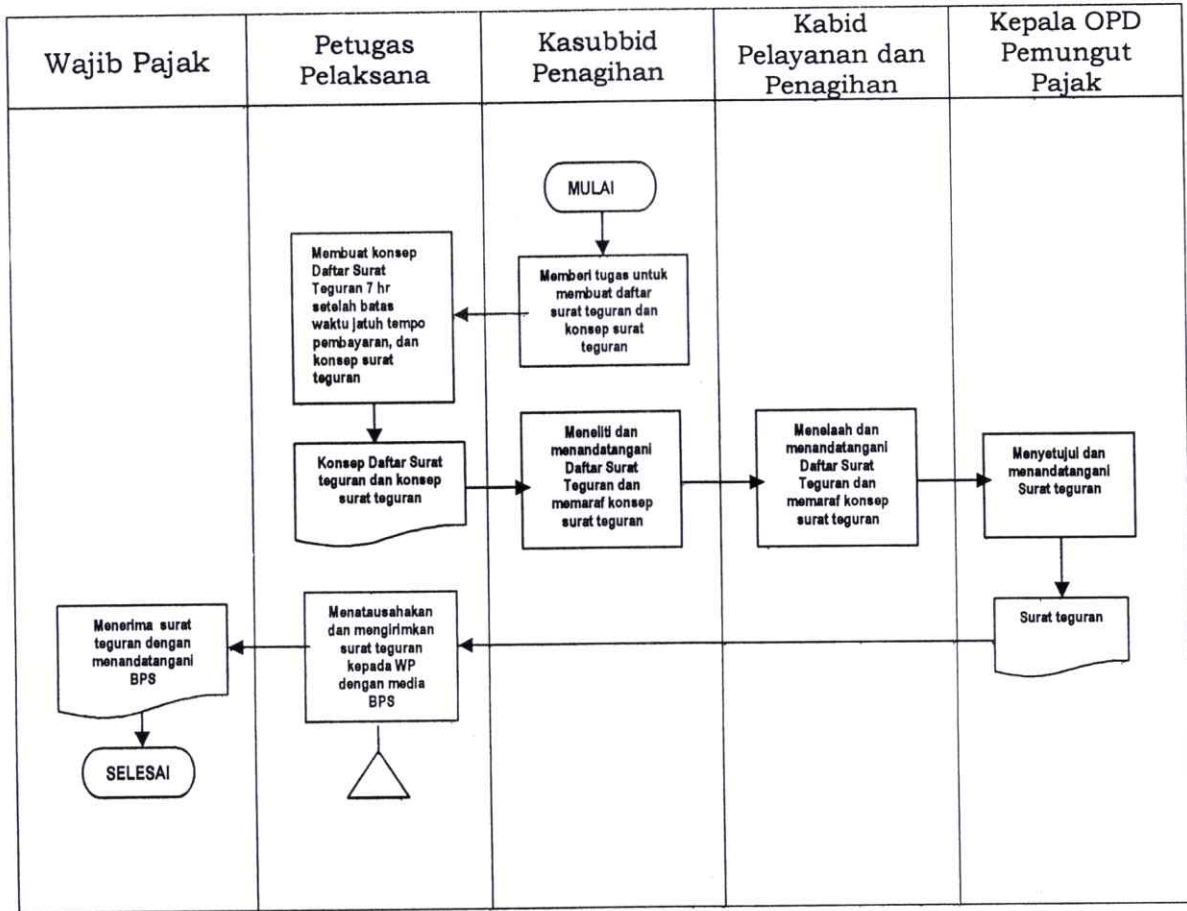 Wajib Pajak
Petugas
Pelaksana
Kasubbid
Penagihan
Kabid
Pelayanan dan
Penagihan
Kepala OPD
Pemungut
Pajak
MULAI
Memberi tugas untuk
membuat daftar
surat teguran dan
konsep surat
teguran
Membuat konsep
Daftar Surat
Teguran 7 hr
setelah batas
waktu jatuh tempo
pembayaran, dan
konsep surat
teguran
Konsep Daftar Surat
teguran dan konsep
surat teguran
Meneliti dan
menandatangani
Daftar Surat
Teguran dan
memaraf konsep
surat teguran
Menelaah dan
menandatangani
Daftar Surat
Teguran dan
memaraf konsep
surat teguran
Menyetujui dan
menandatangani
Surat teguran
Surat teguran
Menatausahakan
dan mengirimkan
surat teguran
kepada WP
dengan media
BPS
Menerima surat
teguran dengan
menandatangani
BPS
SELESAI